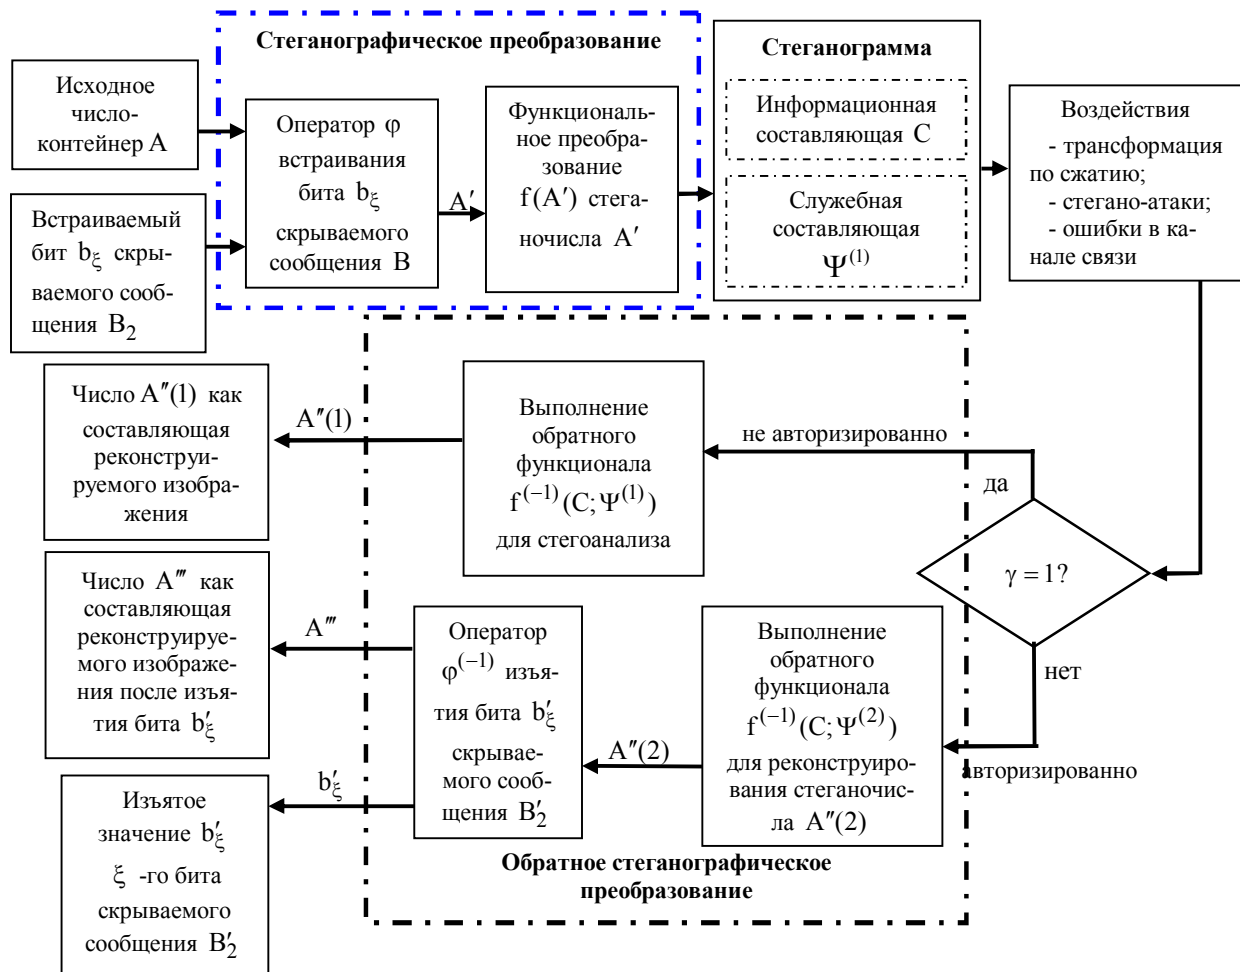 Стеганографическое преобразование
Исходное
число-
контейнер A
Встраиваемый
бит b_ξ скры-
ваемого сооб-
щения B₂
Оператор φ
встраивания
бита b_ξ
скрываемого
сообщения B
A′
Функциональ-
ное преобра-
зование
f(A′) стега-
ночисла A′
Стеганограмма
Информационная
составляющая C
Служебная
составляющая
Ψ⁽¹⁾
Воздействия
- трансформация
по сжатию;
- стегано-атаки;
- ошибки в ка-
нале связи
γ = 1?
да
не авторизированно
Выполнение
обратного
функционала
f⁽⁻¹⁾(C; Ψ⁽¹⁾)
для стегоанализа
A″(1)
Число A″(1) как
составляющая
реконструи-
руемого изобра-
жения
нет
авторизированно
Выполнение
обратного
функционала
f⁽⁻¹⁾(C; Ψ⁽²⁾)
для реконструиро-
вания стеганочис-
ла A″(2)
A″(2)
Оператор
φ⁽⁻¹⁾ изъя-
тия бита b′_ξ
скрывае-
мого сооб-
щения B′₂
A‴
Число A‴ как
составляющая
реконструируе-
мого изображе-
ния после изъя-
тия бита b′_ξ
b′_ξ
Изъятое
значение b′_ξ
ξ -го бита
скрываемого
сообщения B′₂
Обратное стеганографическое
преобразование